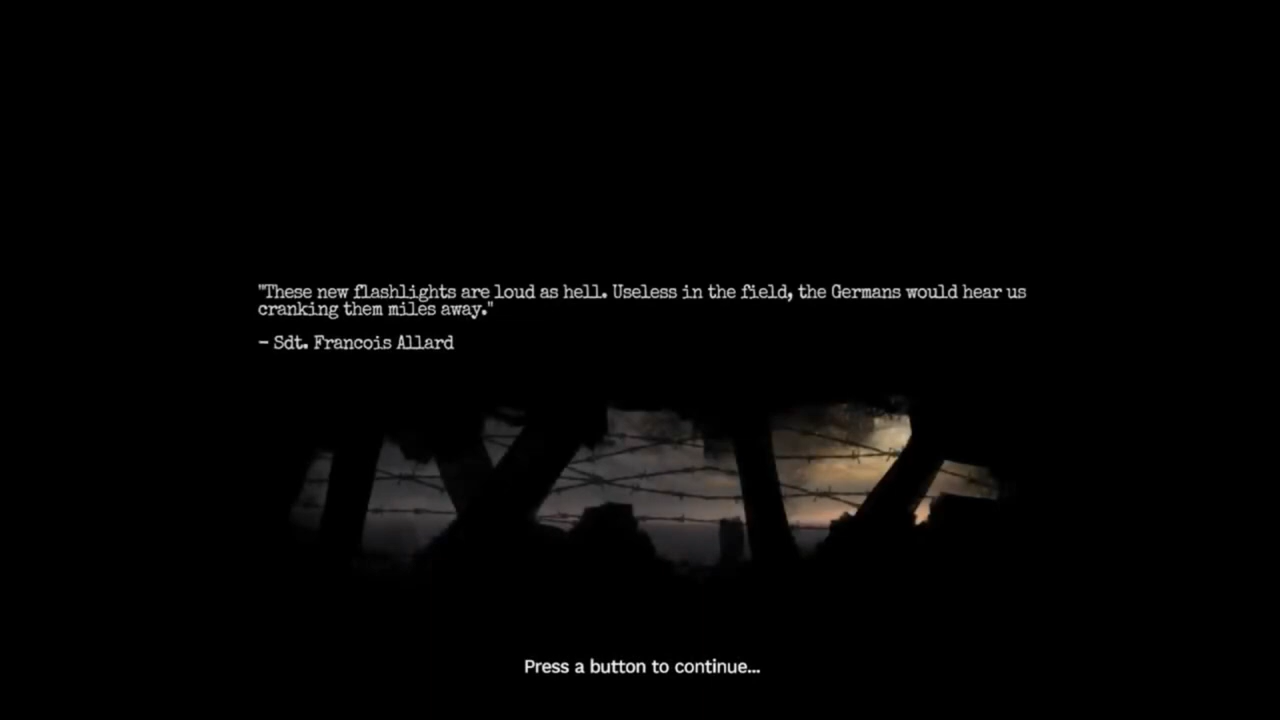 "These new flashlights are loud as hell. Useless in the field, the Germans would hear us
cranking them miles away."
- Sdt. Francois Allard
Press a button to continue...